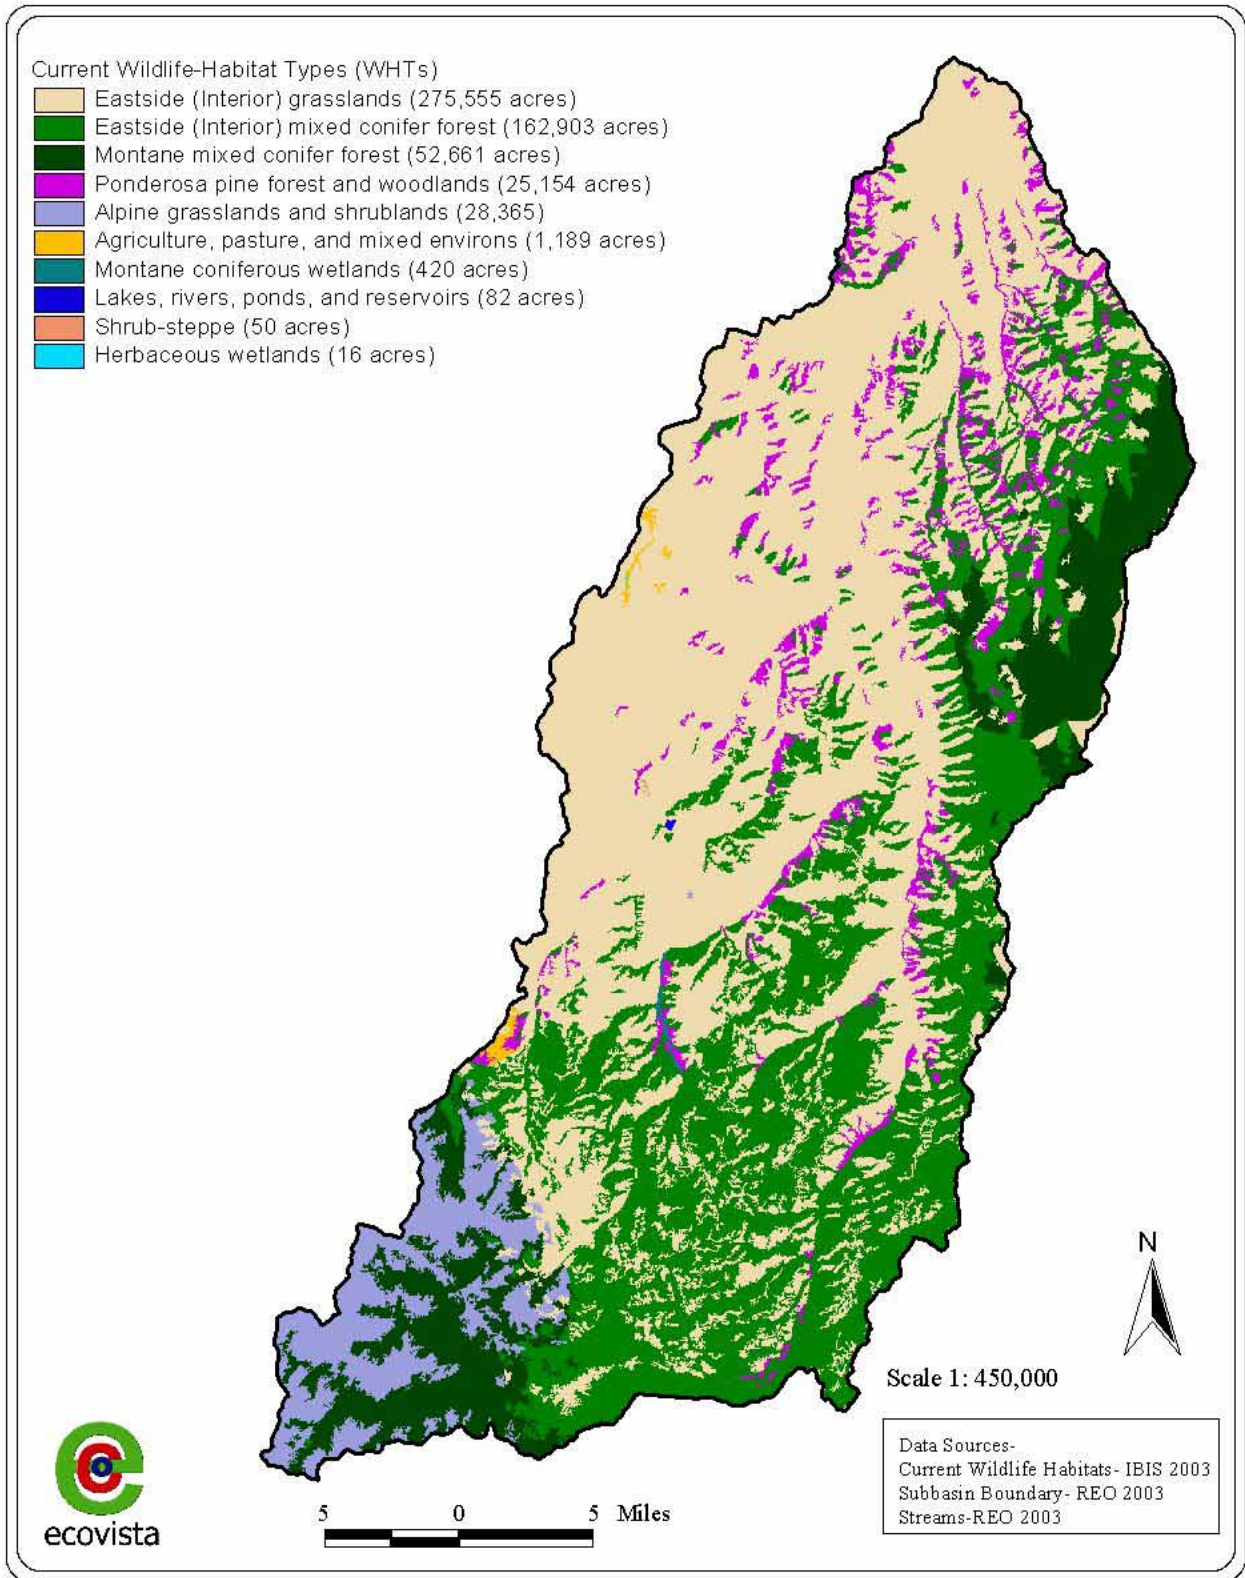 Current Wildlife-Habitat Types (WHTs)
Eastside (Interior) grasslands (275,555 acres)
Eastside (Interior) mixed conifer forest (162,903 acres)
Montane mixed conifer forest (52,661 acres)
Ponderosa pine forest and woodlands (25,154 acres)
Alpine grasslands and shrublands (28,365)
Agriculture, pasture, and mixed environs (1,189 acres)
Montane coniferous wetlands (420 acres)
Lakes, rivers, ponds, and reservoirs (82 acres)
Shrub-steppe (50 acres)
Herbaceous wetlands (16 acres)
N
Scale 1: 450,000
Data Sources-
Current Wildlife Habitats- IBIS 2003
Subbasin Boundary- REO 2003
Streams-REO 2003
5 0 5 Miles
ecovista